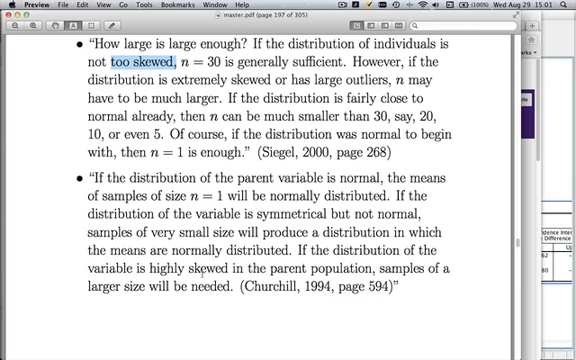 Preview File Edit View Go Tools Bookmarks Window Help
(100%) Wed Aug 29 15:01
master.pdf (page 197 of 305)
• “How large is large enough? If the distribution of individuals is
not too skewed, n = 30 is generally sufficient. However, if the
distribution is extremely skewed or has large outliers, n may
have to be much larger. If the distribution is fairly close to
normal already, then n can be much smaller than 30, say, 20,
10, or even 5. Of course, if the distribution was normal to begin
with, then n = 1 is enough.” (Siegel, 2000, page 268)
• “If the distribution of the parent variable is normal, the means
of samples of size n = 1 will be normally distributed. If the
distribution of the variable is symmetrical but not normal,
samples of very small size will produce a distribution in which
the means are normally distributed. If the distribution of the
variable is highly skewed in the parent population, samples of a
larger size will be needed. (Churchill, 1994, page 594)”
Difference
62
80